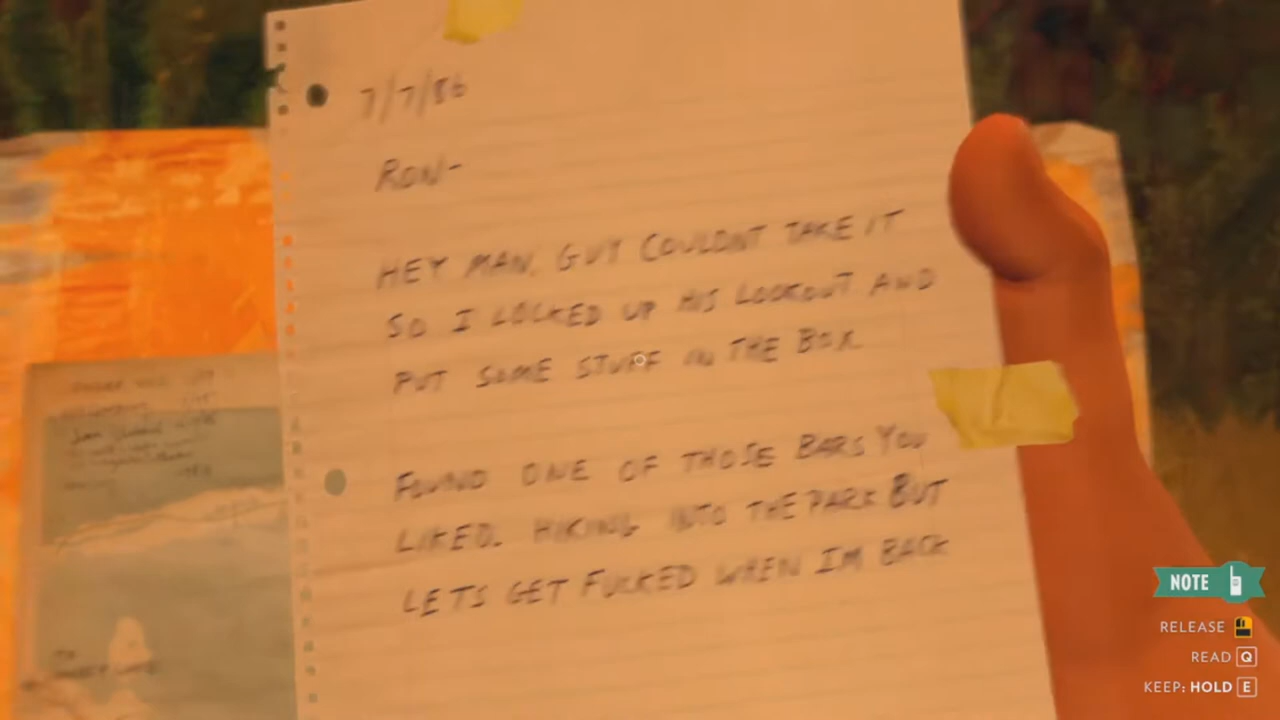 7/7/86
RON-
HEY MAN, GUY COULDNT TAKE IT
SO I LOCKED UP HIS LOOKOUT AND
PUT SOME STUFF IN THE BOX.
FOUND ONE OF THOSE BARS YOU
LIKED. HIKING INTO THE PARK BUT
LETS GET FUCKED WHEN IM BACK
NOTE
RELEASE
READ Q
KEEP: HOLD E